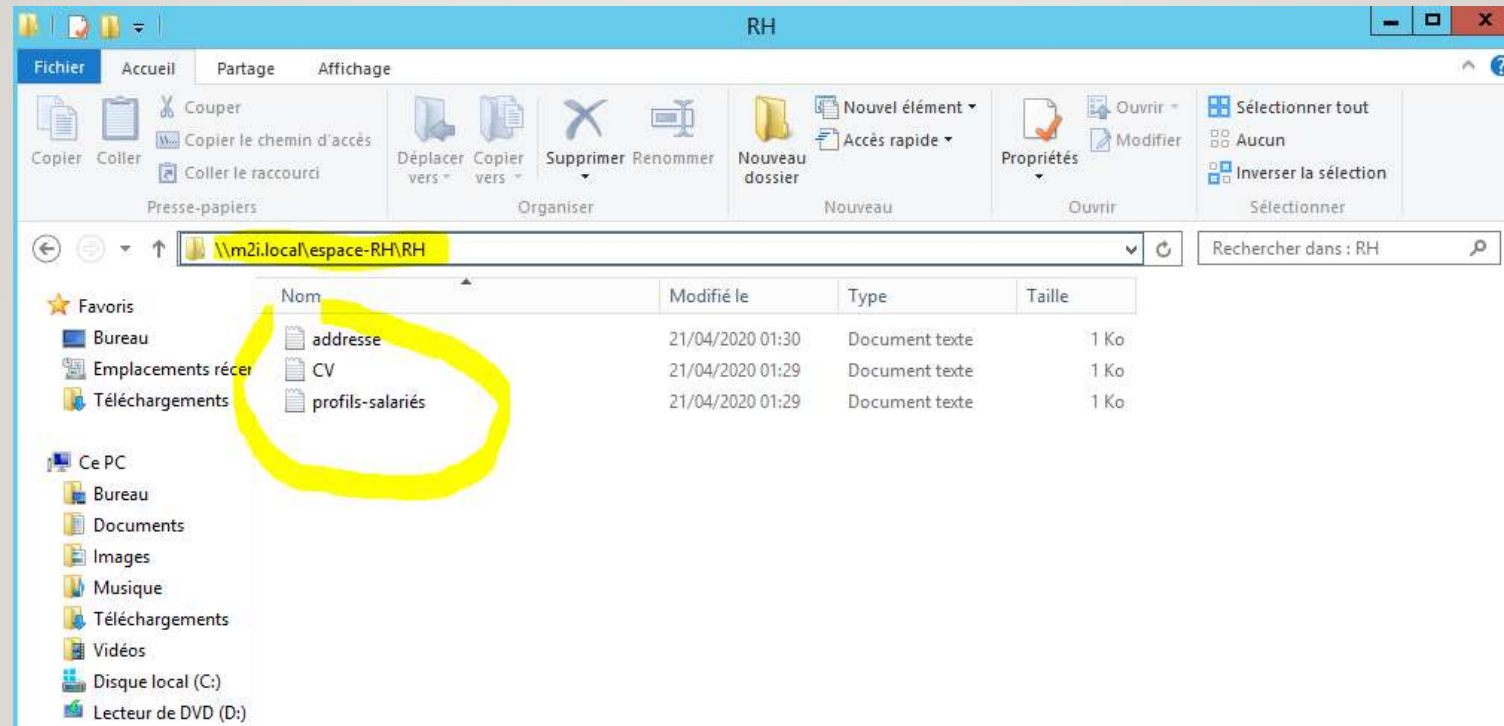 RH
Fichier Accueil Partage Affichage
Copier
Coller
Couper
Copier le chemin d'accès
Coller le raccourci
Presse-papiers
Déplacer vers
Copier vers
Supprimer
Renommer
Organiser
Nouveau dossier
Nouvel élément
Accès rapide
Nouveau
Propriétés
Ouvrir
Modifier
Ouvrir
Sélectionner tout
Aucun
Inverser la sélection
Sélectionner
\\m2i.local\espace-RH\RH
Rechercher dans : RH
Nom Modifié le Type Taille
addresse 21/04/2020 01:30 Document texte 1 Ko
CV 21/04/2020 01:29 Document texte 1 Ko
profils-salariés 21/04/2020 01:29 Document texte 1 Ko
Favoris
Bureau
Emplacements récer
Téléchargements
Ce PC
Bureau
Documents
Images
Musique
Téléchargements
Vidéos
Disque local (C:)
Lecteur de DVD (D:)